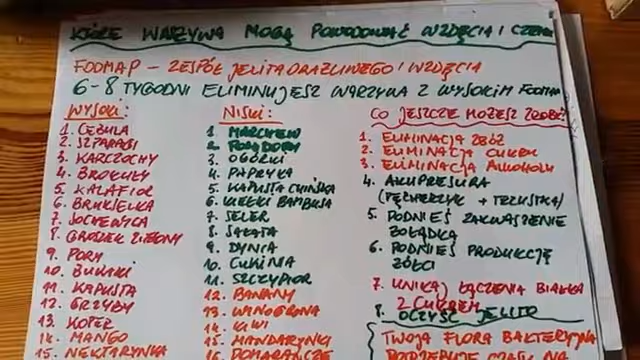 KTÓRE WARZYWA MOGĄ POWODOWAĆ WZDĘCIA I
FODMAP - ZESPÓŁ JELITA DRAŻLIWEGO I WZDĘCIA
6-8 TYGODNI ELIMINUJESZ WARZYWA Z WYSOKIM FODMAP
WYSOKI:
1. CEBULA
2. SZPARAGI
3. KARCZOCHY
4. BROKUŁY
5. KALAFIOR
6. BRUKSELKA
7. SOCZEWICA
8. GROSZEK ZIELONY
9. PORY
10. BURAKI
11. KAPUSTA
12. GRZYBY
13. KOPER
14. MANGO
15. NEKTARYNKA
NISKI:
1. MARCHEW
2. POMIDORY
3. OGÓRKI
4. PAPRYKA
5. KAPUSTA CHIŃSKA
6. KIEŁKI BAMBUSA
7. SELER
8. SAŁATA
9. DYNIA
10. CUKINIA
11. SZCZYPIOR
12. BANANY
13. WINOGRONA
14. KIWI
15. MANDARYNKI
16. POMARAŃCZE
CO JESZCZE MOŻESZ ZROBIĆ?
1. ELIMINACJA ZBÓŻ
2. ELIMINACJA CUKRU
3. ELIMINACJA ALKOHOLU
4. AKUPRESURA
(PĘCHERZYK + TRZUSTKA)
5. PODNIEŚ ZAKWASZENIE
ŻOŁĄDKA
6. PODNIEŚ PRODUKCJĘ
ŻÓŁCI
7. UNIKAJ ŁĄCZENIA BIAŁKA
Z CUKREM
8. OCZYŚĆ JELITO
TWOJA FLORA BAKTERYJNA
POTRZEBUJE CZASU NA